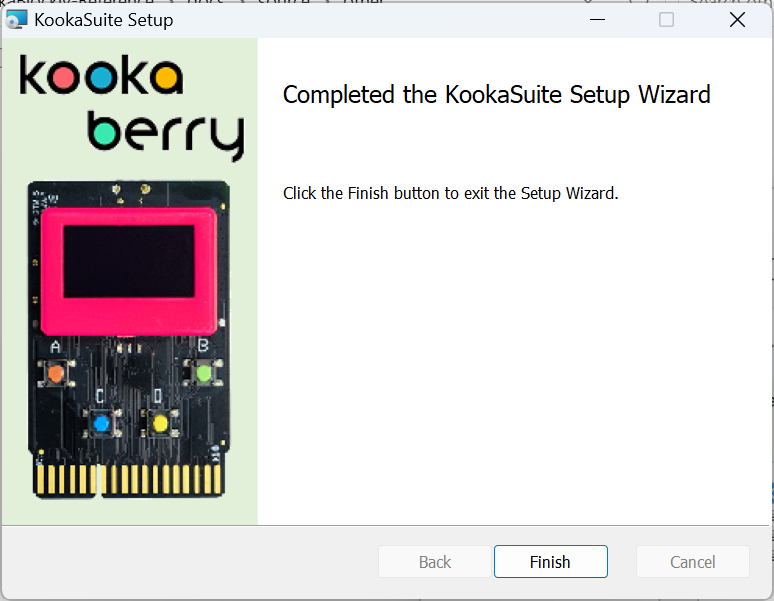 KookaSuite Setup
kooka
berry
Completed the KookaSuite Setup Wizard
Click the Finish button to exit the Setup Wizard.
A
B
C
D
Back
Finish
Cancel